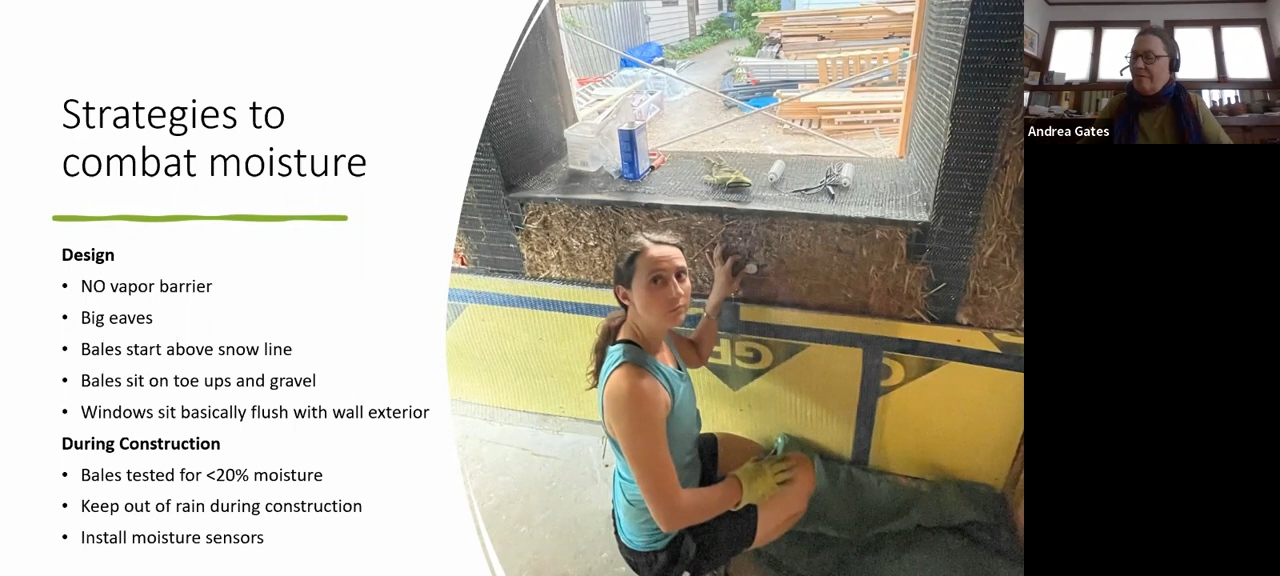 Strategies to
combat moisture
Design
• NO vapor barrier
• Big eaves
• Bales start above snow line
• Bales sit on toe ups and gravel
• Windows sit basically flush with wall exterior
During Construction
• Bales tested for <20% moisture
• Keep out of rain during construction
• Install moisture sensors
Andrea Gates